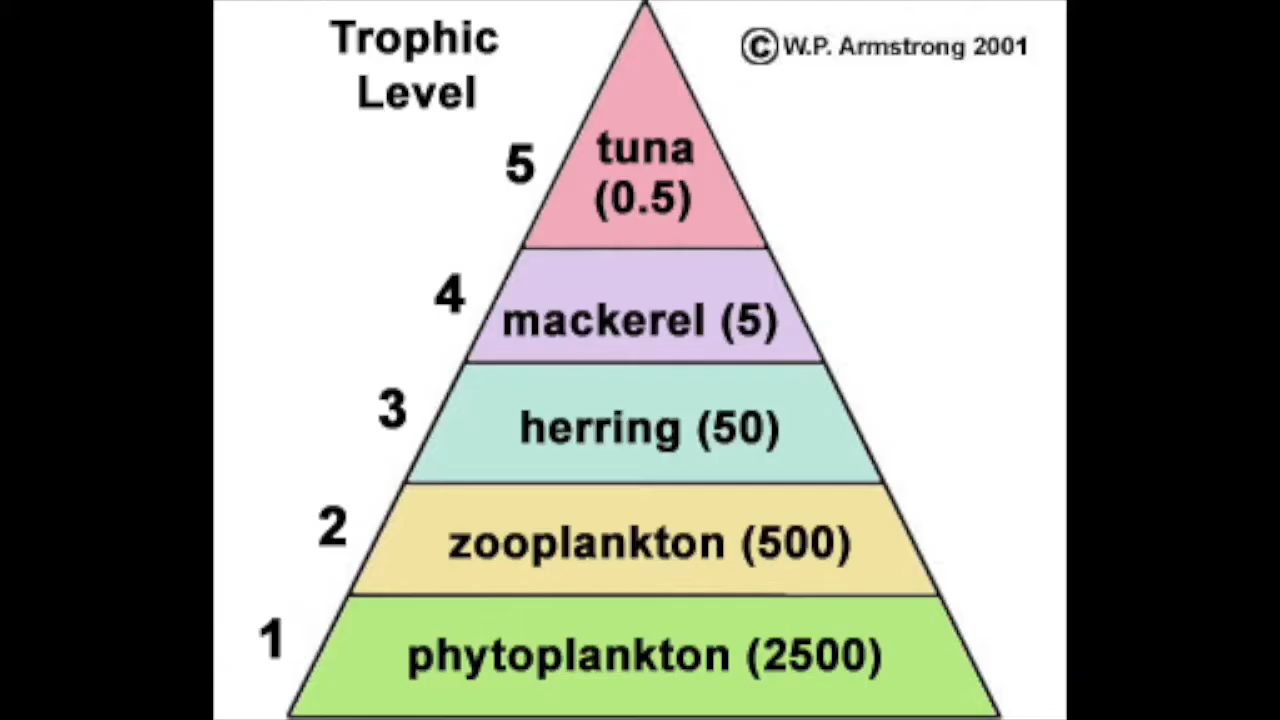 Trophic
Level
© W.P. Armstrong 2001
5
tuna
(0.5)
4
mackerel (5)
3
herring (50)
2
zooplankton (500)
1
phytoplankton (2500)